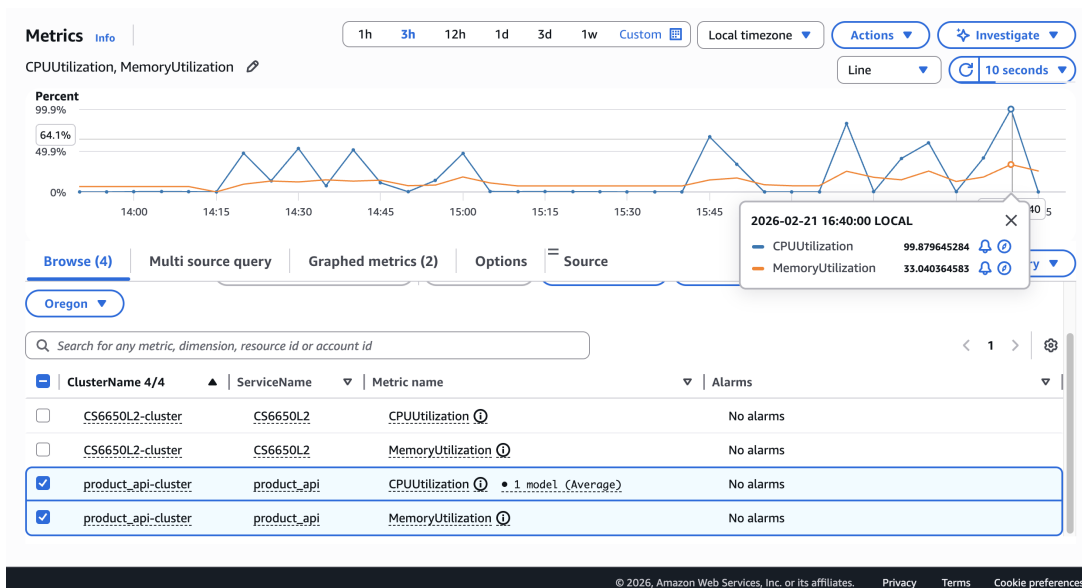 Metrics Info 1h 3h 12h 1d 3d 1w Custom Local timezone Actions Investigate
CPUUtilization, MemoryUtilization Line 10 seconds
Percent
99.9%
64.1%
49.9%
0%
14:00 14:15 14:30 14:45 15:00 15:15 15:30 15:45 40 5
2026-02-21 16:40:00 LOCAL
CPUUtilization 99.879645284
MemoryUtilization 33.040364583
Browse (4) Multi source query Graphed metrics (2) Options Source
Oregon
Search for any metric, dimension, resource id or account id 1
ClusterName 4/4 ServiceName Metric name Alarms
CS6650L2-cluster CS6650L2 CPUUtilization No alarms
CS6650L2-cluster CS6650L2 MemoryUtilization No alarms
product_api-cluster product_api CPUUtilization • 1 model (Average) No alarms
product_api-cluster product_api MemoryUtilization No alarms
© 2026, Amazon Web Services, Inc. or its affiliates. Privacy Terms Cookie preferences